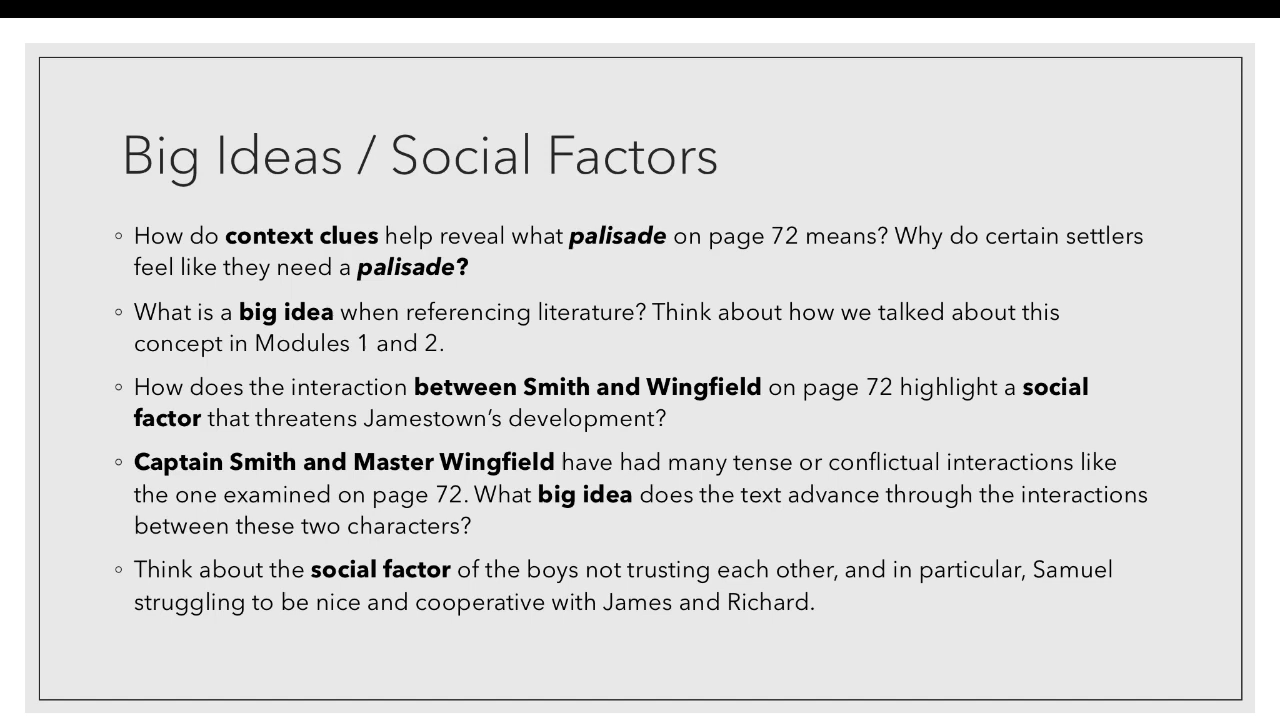 Big Ideas / Social Factors
◦ How do context clues help reveal what palisade on page 72 means? Why do certain settlers
feel like they need a palisade?
◦ What is a big idea when referencing literature? Think about how we talked about this
concept in Modules 1 and 2.
◦ How does the interaction between Smith and Wingfield on page 72 highlight a social
factor that threatens Jamestown’s development?
◦ Captain Smith and Master Wingfield have had many tense or conflictual interactions like
the one examined on page 72. What big idea does the text advance through the interactions
between these two characters?
◦ Think about the social factor of the boys not trusting each other, and in particular, Samuel
struggling to be nice and cooperative with James and Richard.